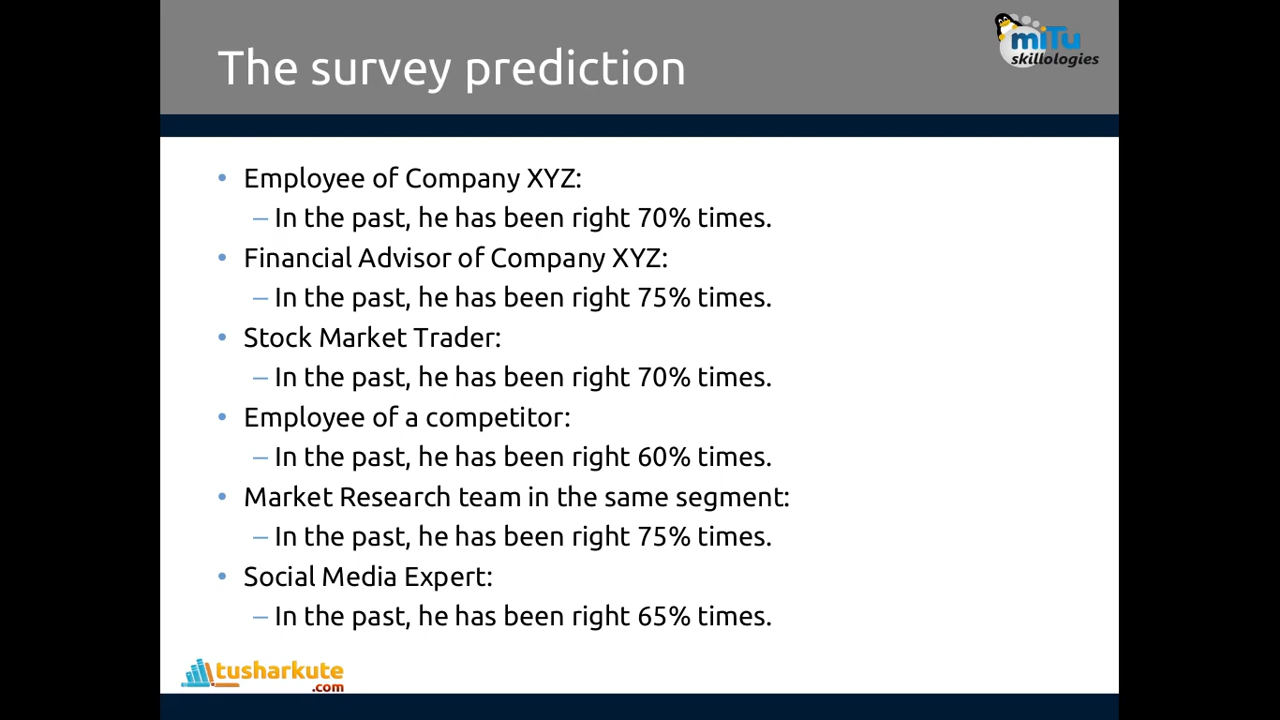 The survey prediction
miTu
skillologies
• Employee of Company XYZ:
– In the past, he has been right 70% times.
• Financial Advisor of Company XYZ:
– In the past, he has been right 75% times.
• Stock Market Trader:
– In the past, he has been right 70% times.
• Employee of a competitor:
– In the past, he has been right 60% times.
• Market Research team in the same segment:
– In the past, he has been right 75% times.
• Social Media Expert:
– In the past, he has been right 65% times.
tusharkute
.com